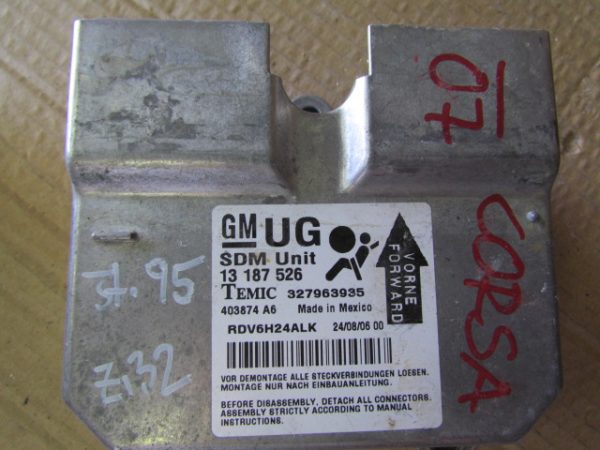 07
CORSA
GM UG
SDM Unit
13 187 526
TEMIC 327963935
403874 A6 Made in Mexico
RDV6H24ALK 24/08/06 00
VORNE
FORWARD
VOR DEMONTAGE ALLE STECKVERBINDUNGEN LOESEN.
MONTAGE NUR NACH EINBAUANLEITUNG.
BEFORE DISASSEMBLY, DETACH ALL CONNECTORS.
ASSEMBLY STRICTLY ACCORDING TO MANUAL
INSTRUCTIONS.
95
Z132